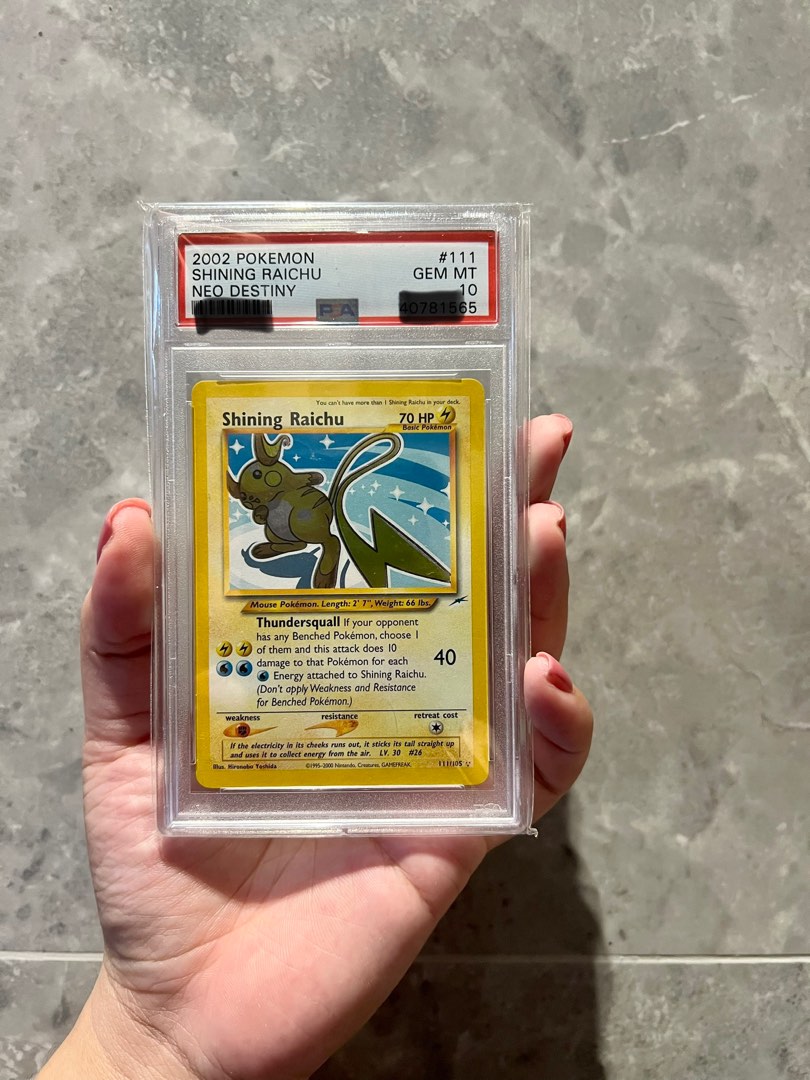 2002 POKEMON #111
SHINING RAICHU GEM MT
NEO DESTINY 10
PSA 40781565
You can't have more than 1 Shining Raichu in your deck.
Shining Raichu 70 HP
Basic Pokémon
Mouse Pokémon. Length: 2' 7", Weight: 66 lbs.
Thundersquall If your opponent
has any Benched Pokémon, choose 1
of them and this attack does 10
damage to that Pokémon for each
Energy attached to Shining Raichu.
(Don't apply Weakness and Resistance
for Benched Pokémon.)
40
weakness resistance retreat cost
If the electricity in its cheeks runs out, it sticks its tail straight up
and uses it to collect energy from the air. LV. 30 #26
Illus. Hironobu Yoshida ©1995-2000 Nintendo, Creatures, GAMEFREAK. 111/105